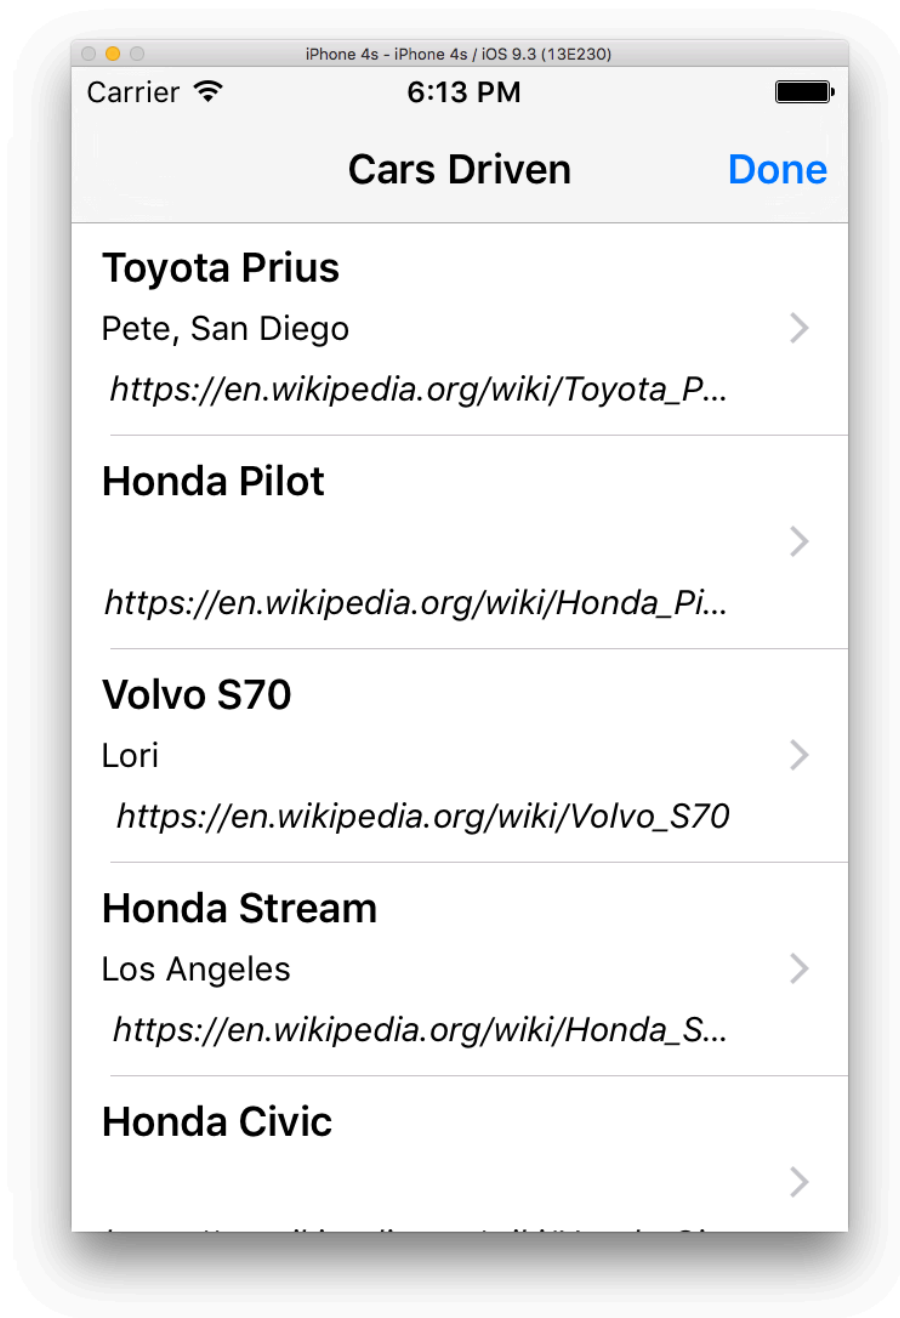 iPhone 4s - iPhone 4s / iOS 9.3 (13E230)
Carrier 6:13 PM
Cars Driven Done
Toyota Prius
Pete, San Diego
https://en.wikipedia.org/wiki/Toyota_P...
Honda Pilot
https://en.wikipedia.org/wiki/Honda_Pi...
Volvo S70
Lori
https://en.wikipedia.org/wiki/Volvo_S70
Honda Stream
Los Angeles
https://en.wikipedia.org/wiki/Honda_S...
Honda Civic